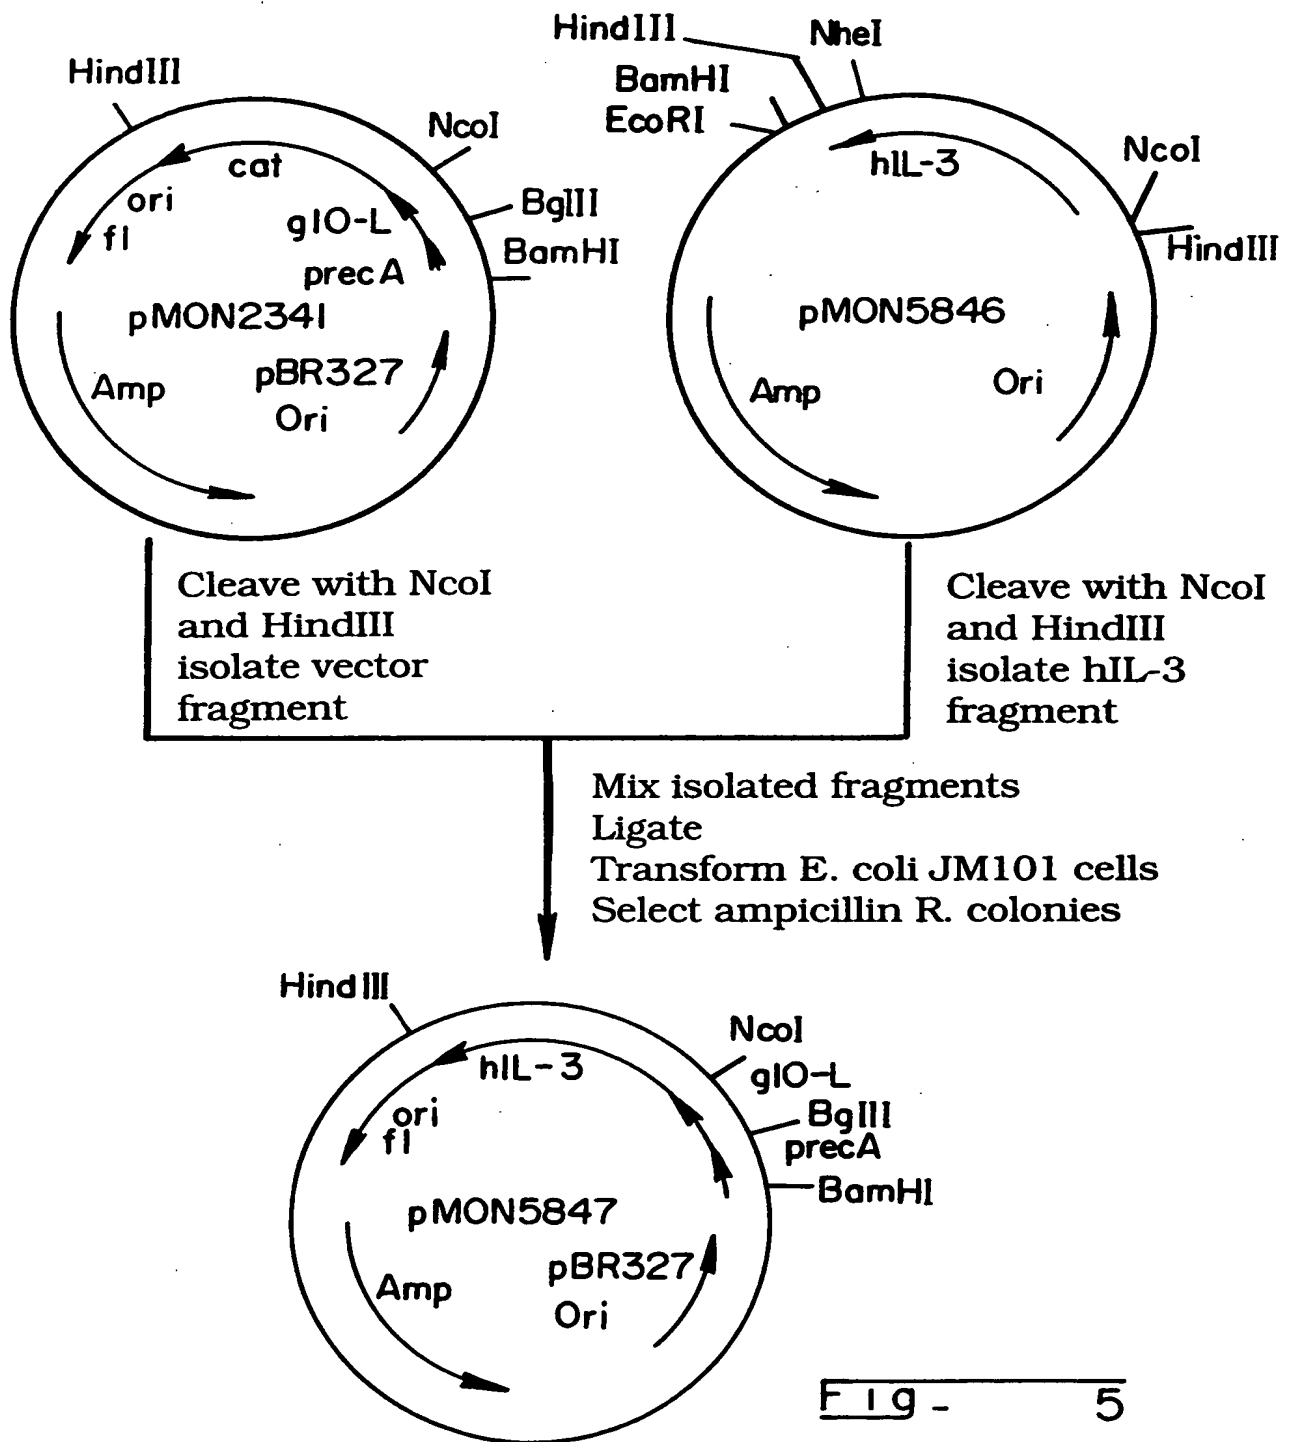 HindIII
NcoI
BglII
BamHI
cat
ori
f1
g10-L
precA
pMON2341
pBR327
Ori
Amp
HindIII
NheI
BamHI
EcoRI
NcoI
HindIII
hIL-3
pMON5846
Amp
Ori
Cleave with NcoI
and HindIII
isolate vector
fragment
Cleave with NcoI
and HindIII
isolate hIL-3
fragment
Mix isolated fragments
Ligate
Transform E. coli JM101 cells
Select ampicillin R. colonies
HindIII
NcoI
g10-L
BglII
precA
BamHI
hIL-3
ori
f1
pMON5847
pBR327
Ori
Amp
Fig- 5